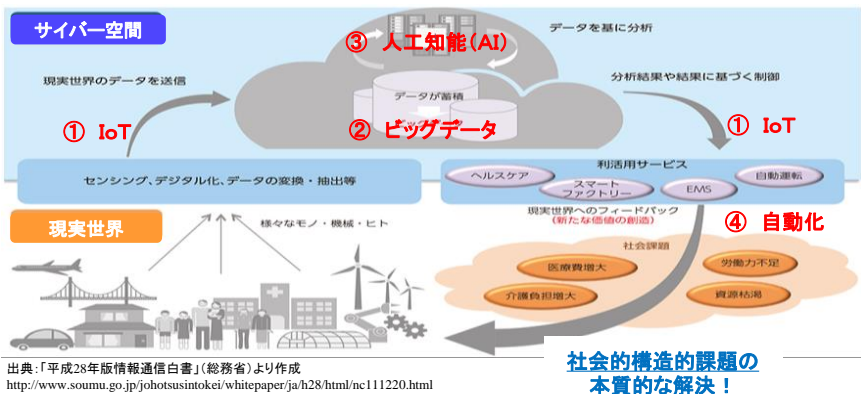 サイバー空間
データを基に分析
③ 人工知能（AI）
現実世界のデータを送信
分析結果や結果に基づく制御
データが蓄積
① IoT
② ビッグデータ
① IoT
利活用サービス
センシング、デジタル化、データの変換・抽出等
ヘルスケア
スマート
ファクトリー
EMS
自動運転
現実世界
様々なモノ・機械・ヒト
現実世界へのフィードバック
（新たな価値の創造）
④ 自動化
社会課題
医療費増大
労働力不足
介護負担増大
資源枯渇
社会的構造的課題の
本質的な解決！
出典：「平成28年版情報通信白書」（総務省）より作成
http://www.soumu.go.jp/johotsusintokei/whitepaper/ja/h28/html/nc111220.html